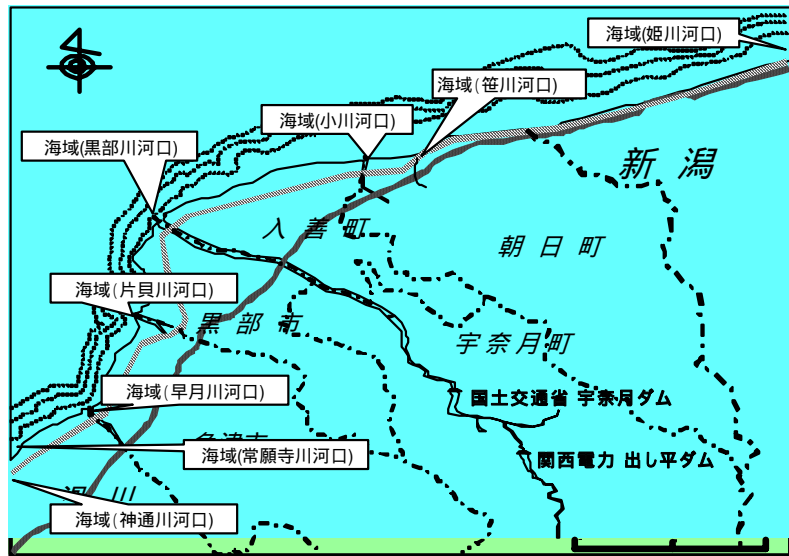 海域(姫川河口)
海域(笹川河口)
海域(小川河口)
海域(黒部川河口)
新潟
入善町
朝日町
海域(片貝川河口)
黒部市
宇奈月町
海域(早月川河口)
国土交通省 宇奈月ダム
海域(常願寺川河口)
関西電力 出し平ダム
海域(神通川河口)